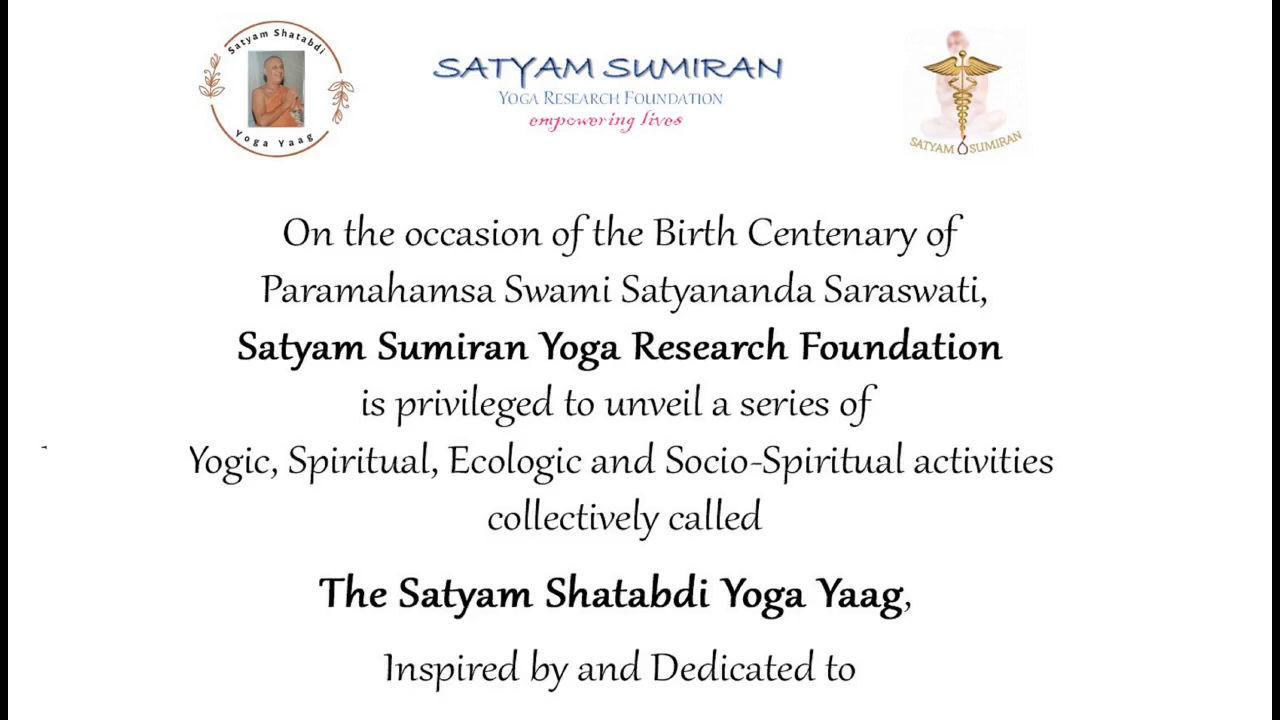 Satyam Shatabdi
Yoga Yaag
SATYAM SUMIRAN
YOGA RESEARCH FOUNDATION
empowering lives
SATYAM SUMIRAN
On the occasion of the Birth Centenary of
Paramahamsa Swami Satyananda Saraswati,
Satyam Sumiran Yoga Research Foundation
is privileged to unveil a series of
Yogic, Spiritual, Ecologic and Socio-Spiritual activities
collectively called
The Satyam Shatabdi Yoga Yaag,
Inspired by and Dedicated to